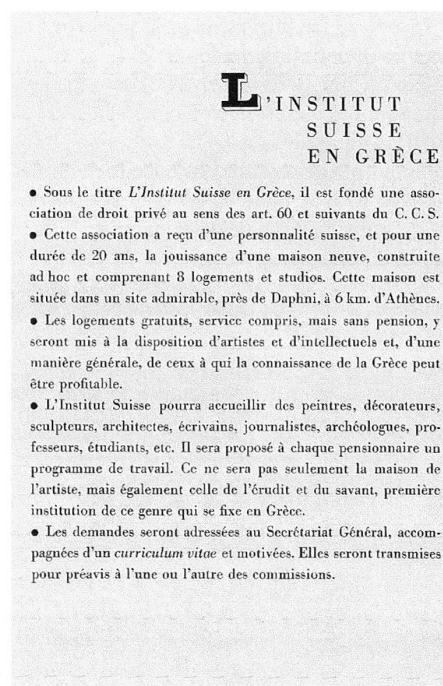 L'INSTITUT
SUISSE
EN GRÈCE
• Sous le titre L'Institut Suisse en Grèce, il est fondé une asso-
ciation de droit privé au sens des art. 60 et suivants du C. C. S.
• Cette association a reçu d'une personnalité suisse, et pour une
durée de 20 ans, la jouissance d'une maison neuve, construite
ad hoc et comprenant 8 logements et studios. Cette maison est
située dans un site admirable, près de Daphni, à 6 km. d'Athènes.
• Les logements gratuits, service compris, mais sans pension, y
seront mis à la disposition d'artistes et d'intellectuels et, d'une
manière générale, de ceux à qui la connaissance de la Grèce peut
être profitable.
• L'Institut Suisse pourra accueillir des peintres, décorateurs,
sculpteurs, architectes, écrivains, journalistes, archéologues, pro-
fesseurs, étudiants, etc. Il sera proposé à chaque pensionnaire un
programme de travail. Ce ne sera pas seulement la maison de
l'artiste, mais également celle de l'érudit et du savant, première
institution de ce genre qui se fixe en Grèce.
• Les demandes seront adressées au Secrétariat Général, accom-
pagnées d'un curriculum vitae et motivées. Elles seront transmises
pour préavis à l'une ou l'autre des commissions.